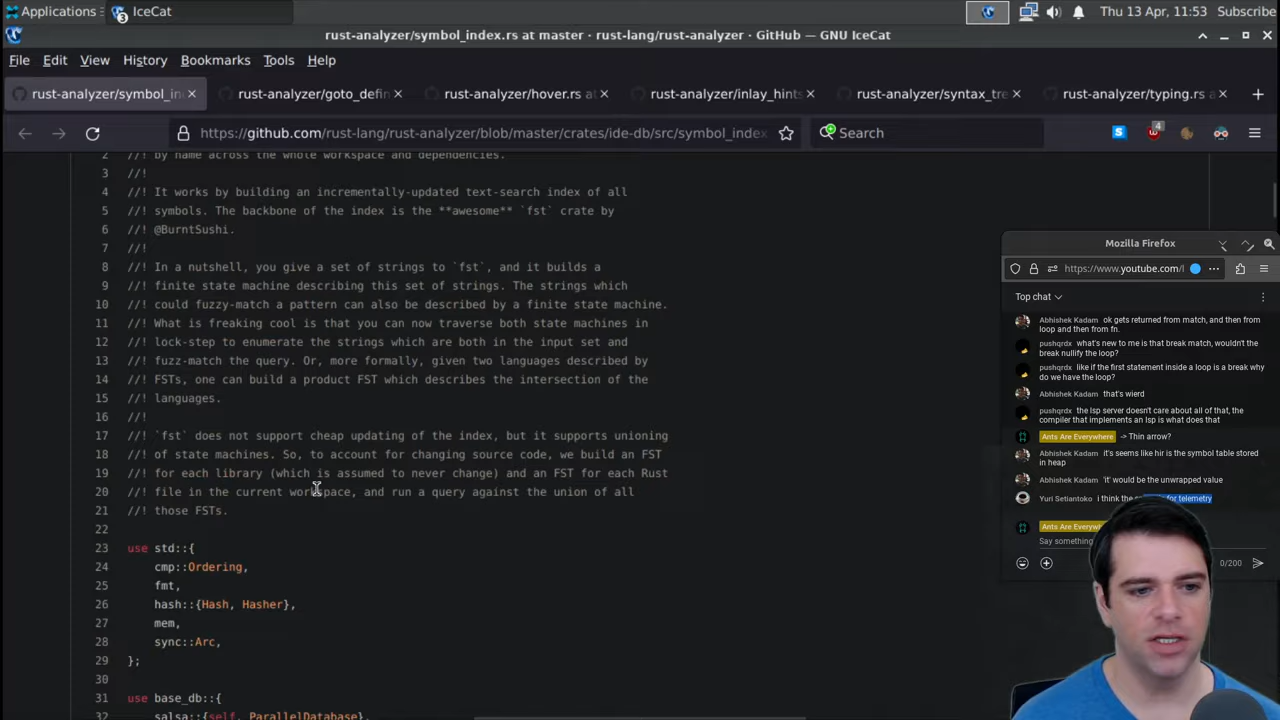 Applications
IceCat
Thu 13 Apr, 11:53
Subscribe
rust-analyzer/symbol_index.rs at master · rust-lang/rust-analyzer · GitHub — GNU IceCat
File Edit View History Bookmarks Tools Help
rust-analyzer/symbol_in
rust-analyzer/goto_defin
rust-analyzer/hover.rs at
rust-analyzer/inlay_hints
rust-analyzer/syntax_tre
rust-analyzer/typing.rs a
https://github.com/rust-lang/rust-analyzer/blob/master/crates/ide-db/src/symbol_index
Search
4
2 //! by name across the whole workspace and dependencies.
3 //!
4 //! It works by building an incrementally-updated text-search index of all
5 //! symbols. The backbone of the index is the **awesome** `fst` crate by
6 //! @BurntSushi.
7 //!
8 //! In a nutshell, you give a set of strings to `fst`, and it builds a
9 //! finite state machine describing this set of strings. The strings which
10 //! could fuzzy-match a pattern can also be described by a finite state machine.
11 //! What is freaking cool is that you can now traverse both state machines in
12 //! lock-step to enumerate the strings which are both in the input set and
13 //! fuzz-match the query. Or, more formally, given two languages described by
14 //! FSTs, one can build a product FST which describes the intersection of the
15 //! languages.
16 //!
17 //! `fst` does not support cheap updating of the index, but it supports unioning
18 //! of state machines. So, to account for changing source code, we build an FST
19 //! for each library (which is assumed to never change) and an FST for each Rust
20 //! file in the current workspace, and run a query against the union of all
21 //! those FSTs.
22
23 use std::{
24 cmp::Ordering,
25 fmt,
26 hash::{Hash, Hasher},
27 mem,
28 sync::Arc,
29 };
30
31 use base_db::{
32 salsa::{self, ParallelDatabase},
Mozilla Firefox
https://www.youtube.com/l
Top chat
Abhishek Kadam ok gets returned from match, and then from
loop and then from fn.
pushqrdx what's new to me is that break match, wouldn't the
break nullify the loop?
pushqrdx like if the first statement inside a loop is a break why
do we have the loop?
Abhishek Kadam that's wierd
pushqrdx the lsp server doesn't care about all of that, the
compiler that implements an lsp is what does that
Ants Are Everywhere -> Thin arrow?
Abhishek Kadam it's seems like hir is the symbol table stored
in heap
Abhishek Kadam 'it' would be the unwrapped value
Yuri Setiantoko i think the
for telemetry
Ants Are Everywhe
Say something
0/200